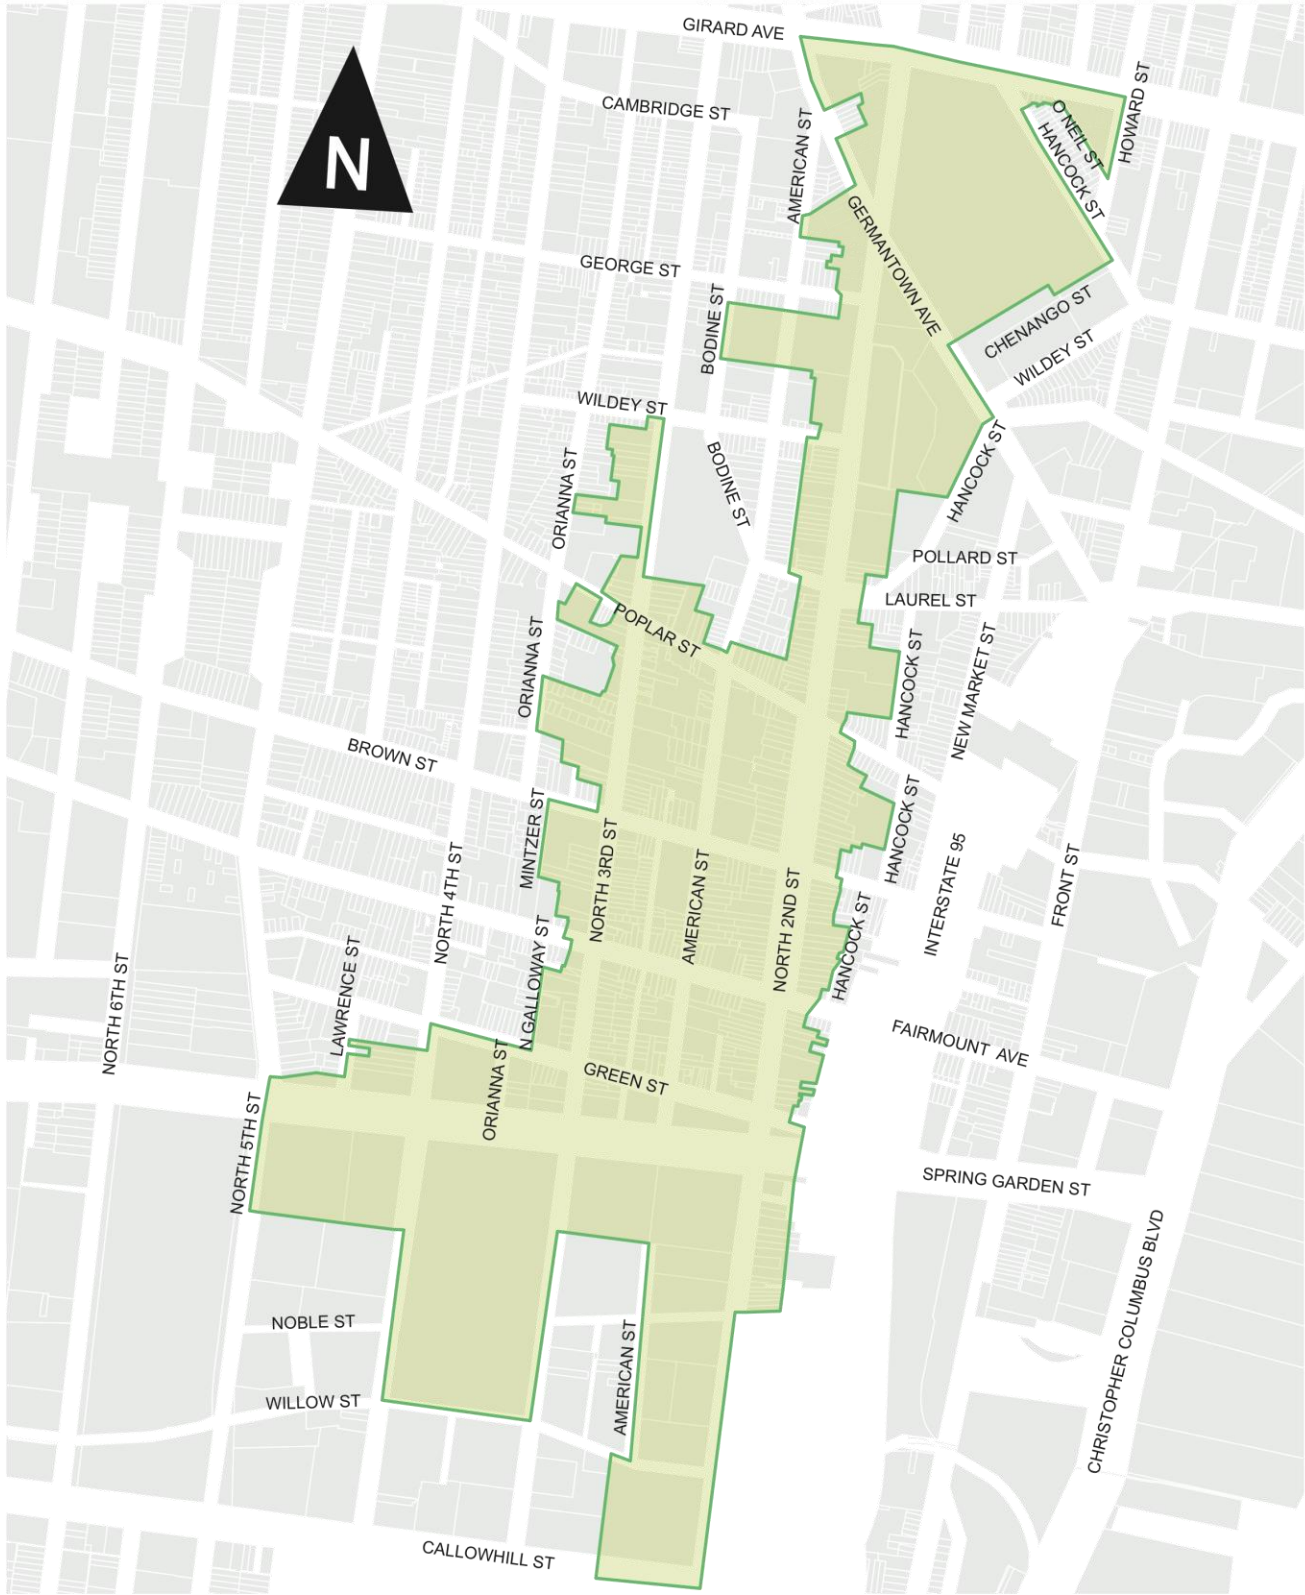 GIRARD AVE
N
CAMBRIDGE ST
AMERICAN ST
O'NEIL ST
HANCOCK ST
HOWARD ST
GERMANTOWN AVE
GEORGE ST
BODINE ST
CHENANGO ST
WILDEY ST
WILDEY ST
ORIANNA ST
BODINE ST
HANCOCK ST
POLLARD ST
LAUREL ST
POPLAR ST
ORIANNA ST
HANCOCK ST
NEW MARKET ST
BROWN ST
MINTZER ST
NORTH 3RD ST
AMERICAN ST
NORTH 2ND ST
HANCOCK ST
HANCOCK ST
INTERSTATE 95
FRONT ST
NORTH 4TH ST
N GALLOWAY ST
LAWRENCE ST
NORTH 6TH ST
ORIANNA ST
GREEN ST
FAIRMOUNT AVE
NORTH 5TH ST
SPRING GARDEN ST
NOBLE ST
AMERICAN ST
CHRISTOPHER COLUMBUS BLVD
WILLOW ST
CALLOWHILL ST